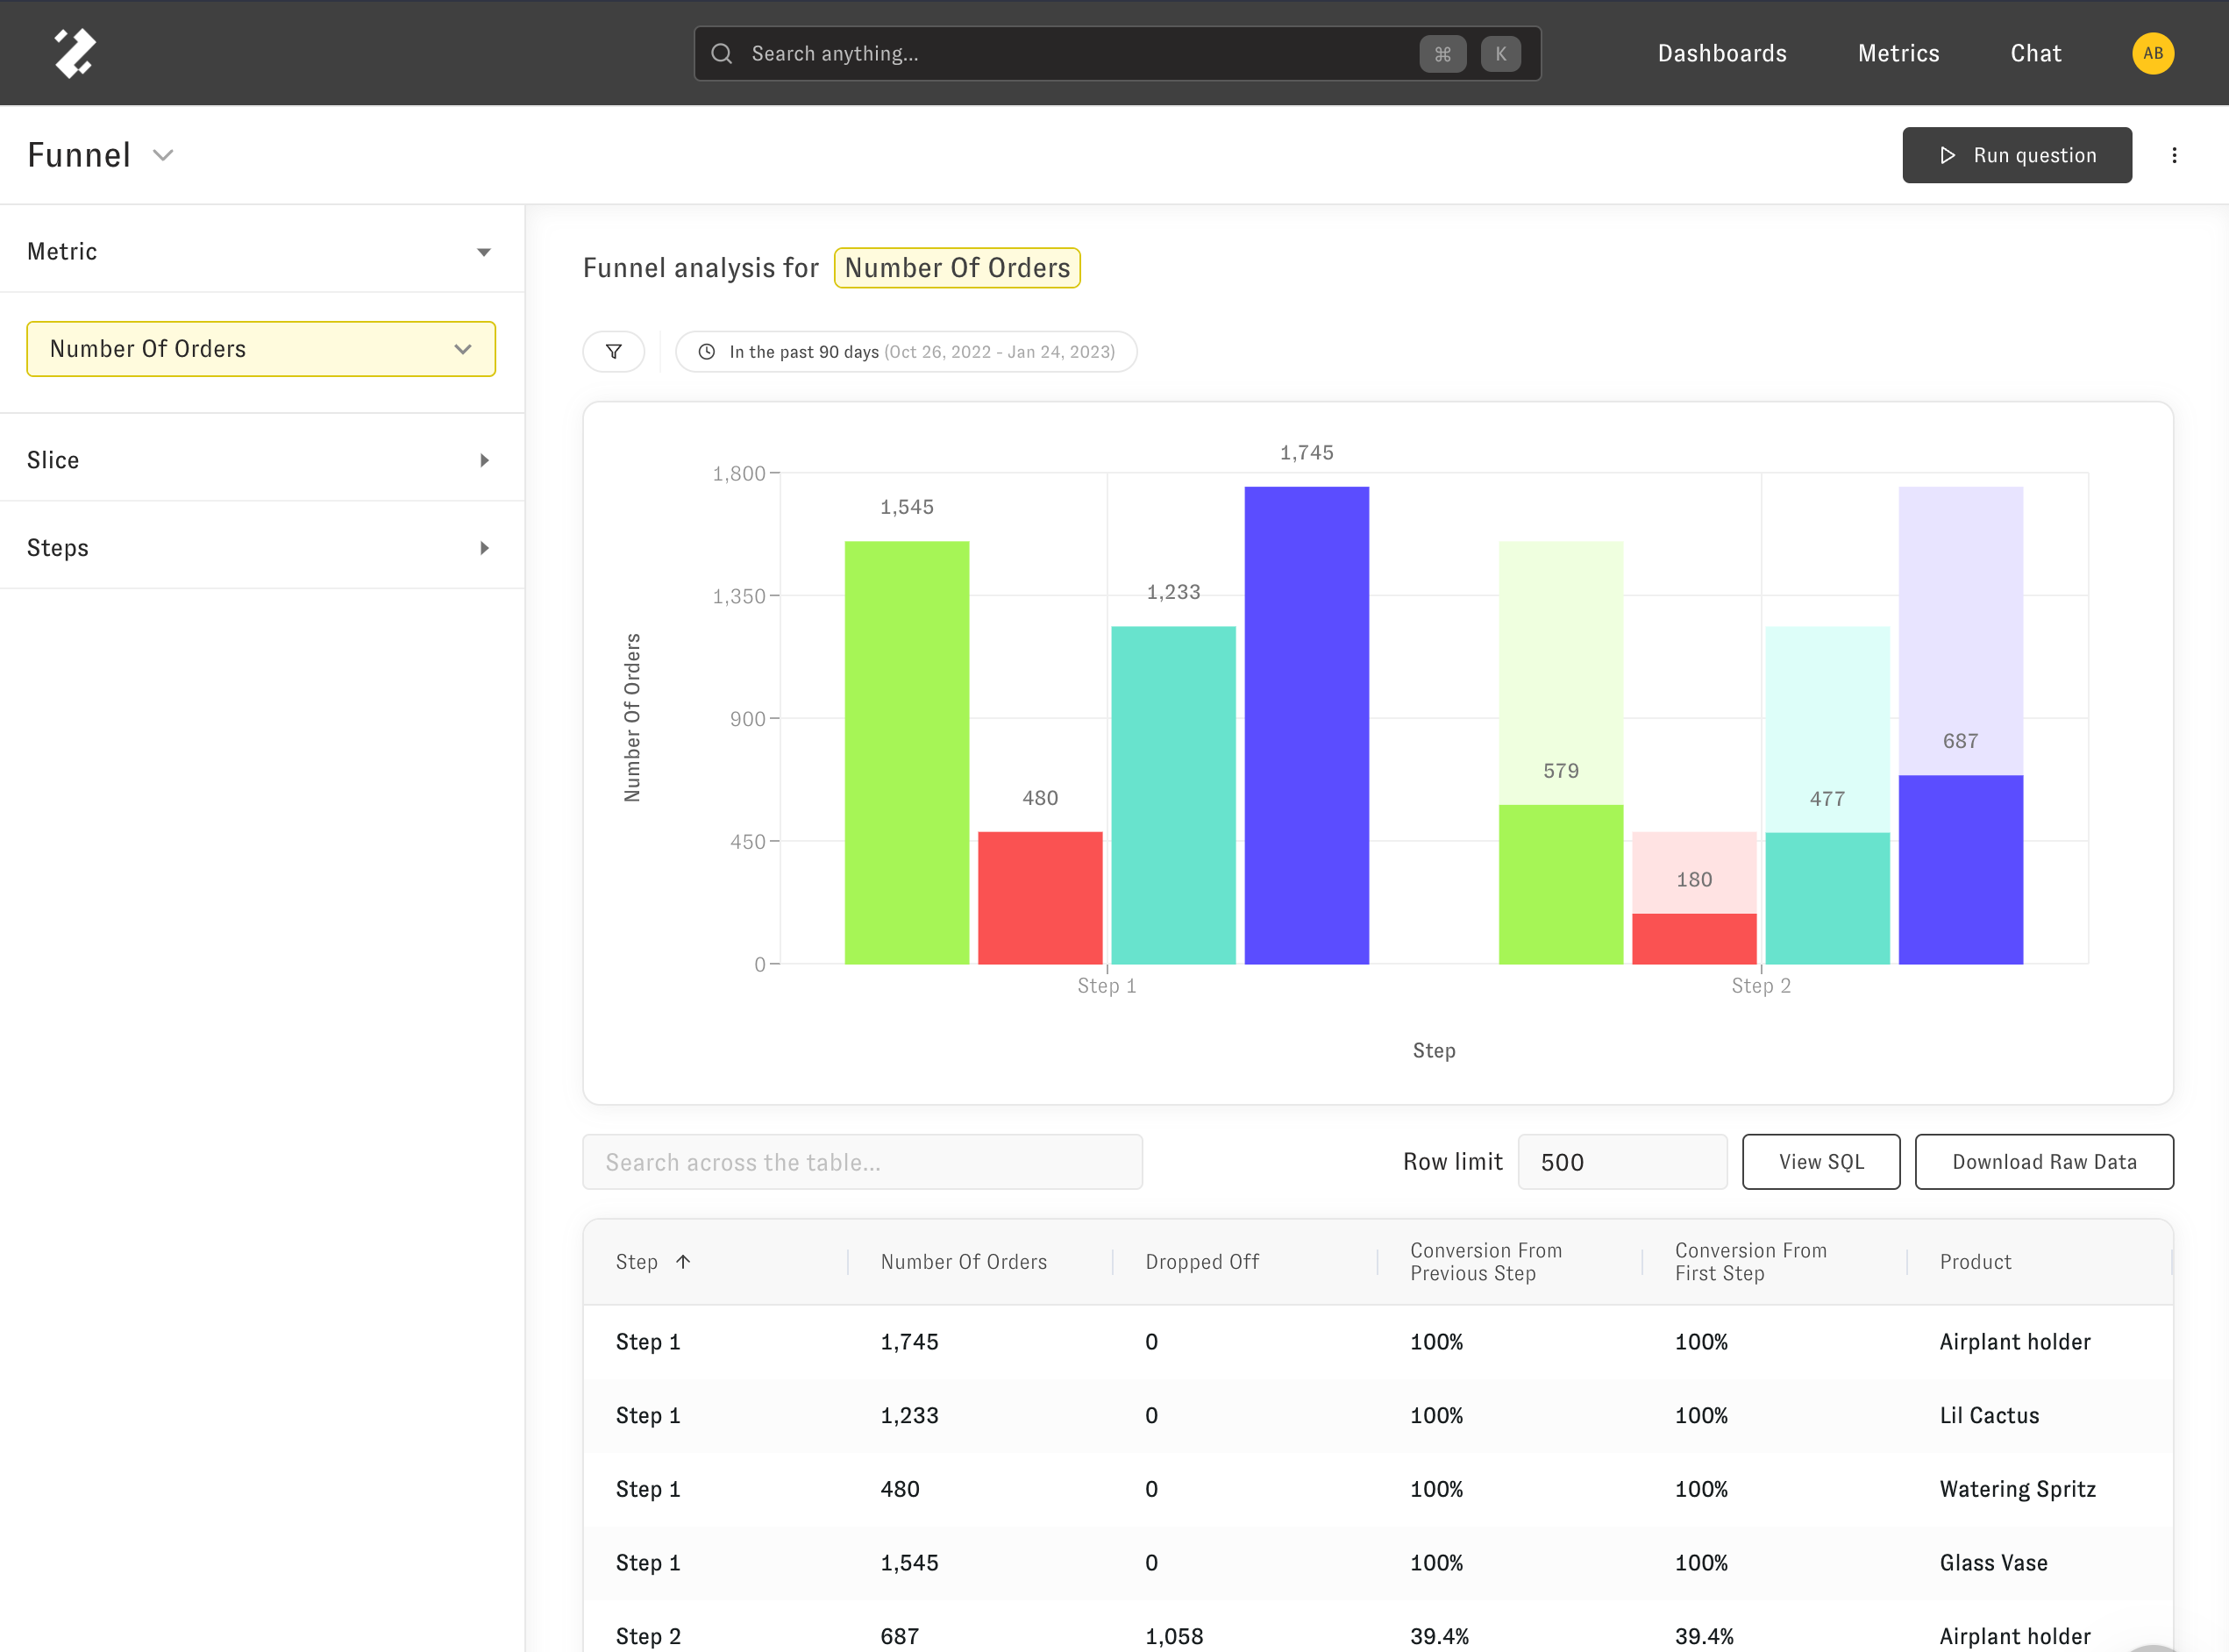 Search anything...
⌘ K
Dashboards
Metrics
Chat
AB
Funnel
Run question
Metric
Number Of Orders
Slice
Steps
Funnel analysis for Number Of Orders
In the past 90 days (Oct 26, 2022 - Jan 24, 2023)
Number Of Orders
1,800
1,350
900
450
0
1,545
480
1,233
1,745
579
180
477
687
Step 1
Step 2
Step
Search across the table...
Row limit
500
View SQL
Download Raw Data
Step
Number Of Orders
Dropped Off
Conversion From
Previous Step
Conversion From
First Step
Product
Step 1 1,745 0 100% 100% Airplant holder
Step 1 1,233 0 100% 100% Lil Cactus
Step 1 480 0 100% 100% Watering Spritz
Step 1 1,545 0 100% 100% Glass Vase
Step 2 687 1,058 39.4% 39.4% Airplant holder